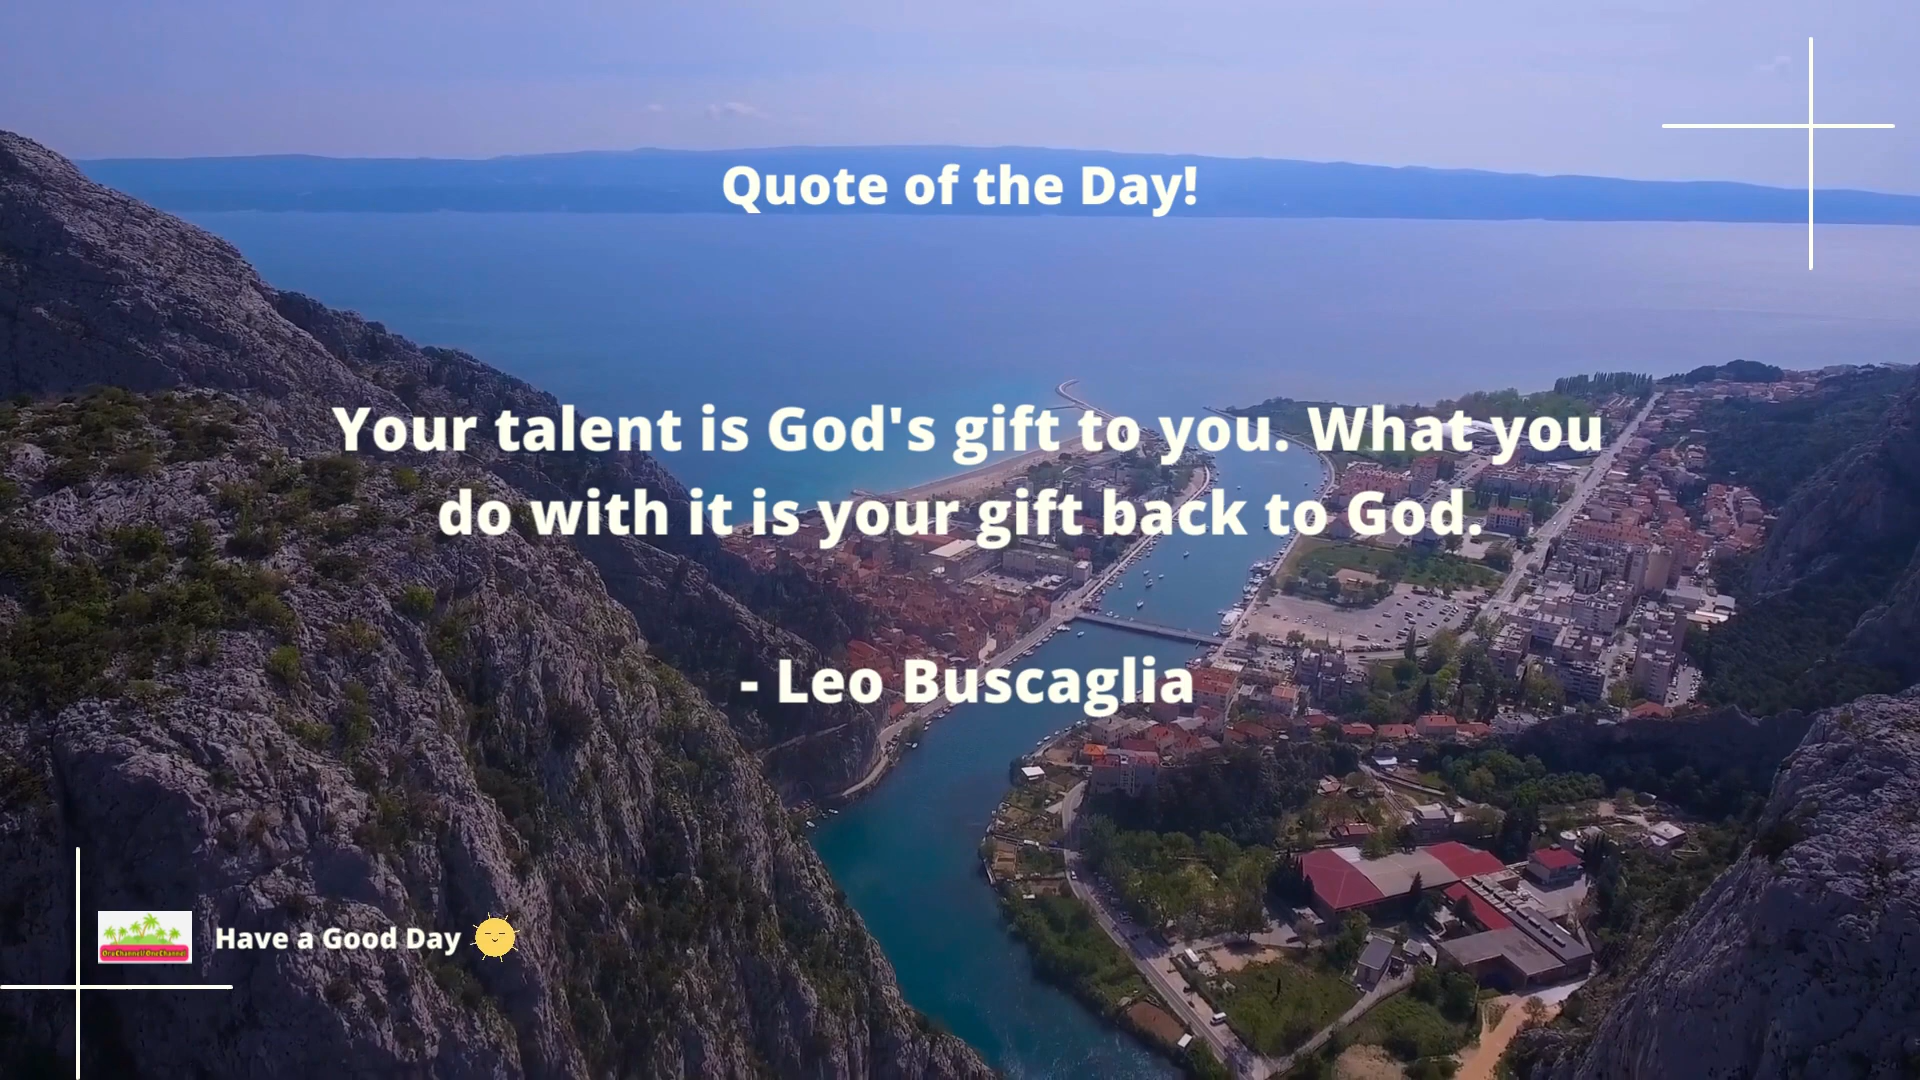 Quote of the Day!
Your talent is God's gift to you. What you
do with it is your gift back to God.
- Leo Buscaglia
Have a Good Day
OneChannel1OneChannel